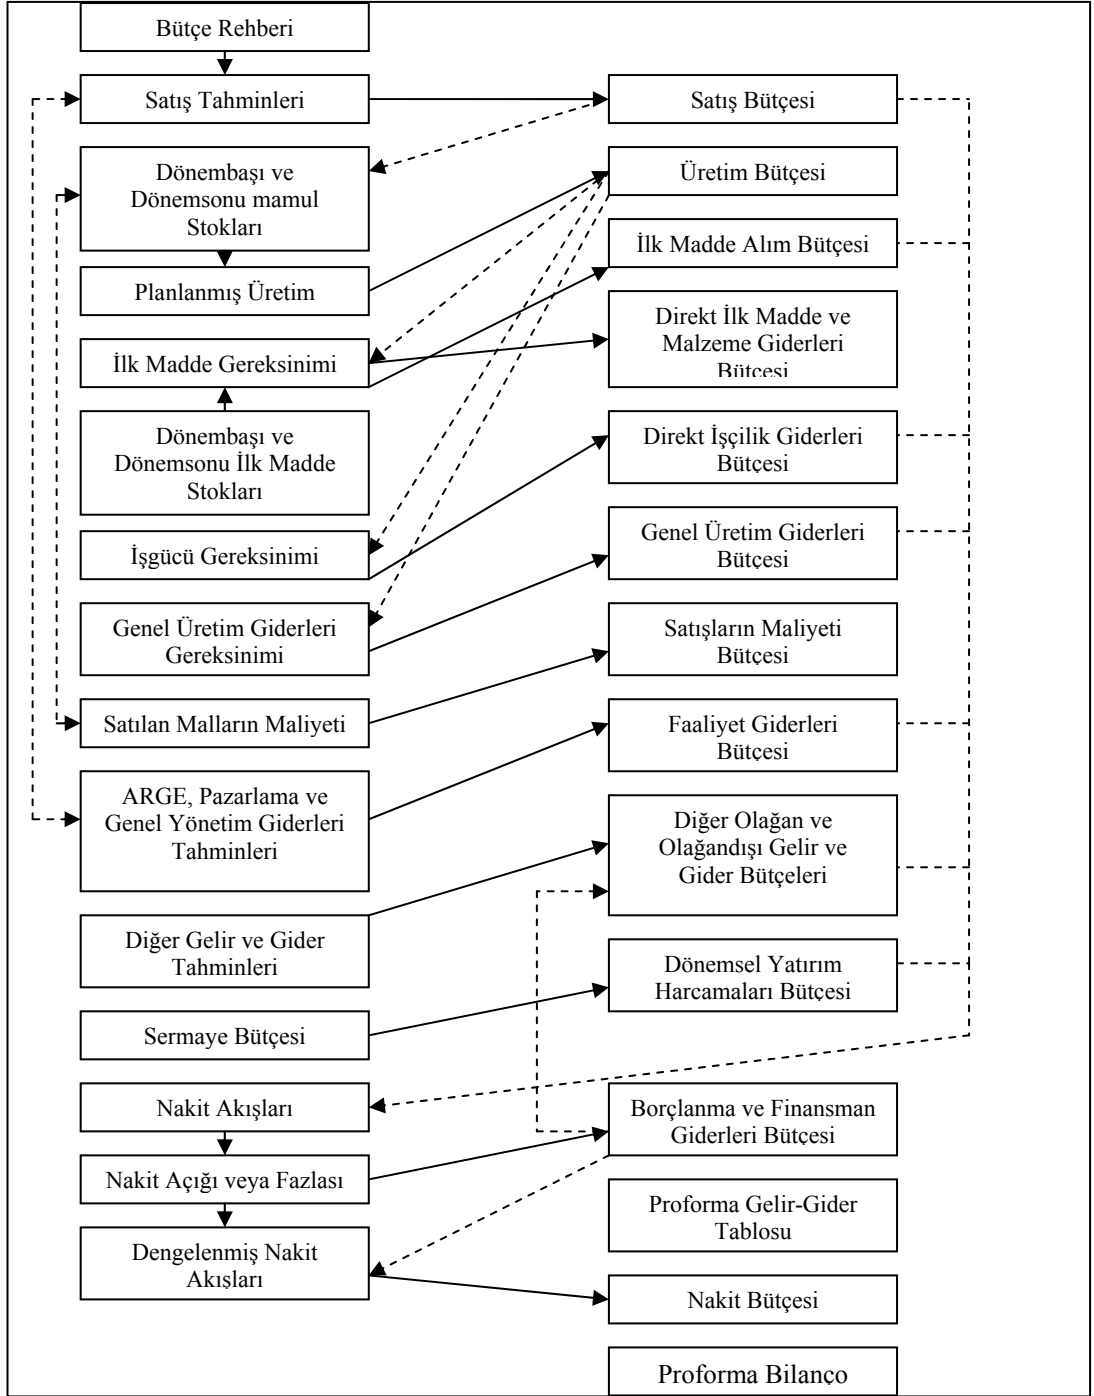 Bütçe Rehberi
Satış Tahminleri
Satış Bütçesi
Dönembaşı ve
Dönemsonu mamul
Stokları
Üretim Bütçesi
İlk Madde Alım Bütçesi
Planlanmış Üretim
Direkt İlk Madde ve
Malzeme Giderleri
Bütçesi
İlk Madde Gereksinimi
Dönembaşı ve
Dönemsonu İlk Madde
Stokları
Direkt İşçilik Giderleri
Bütçesi
İşgücü Gereksinimi
Genel Üretim Giderleri
Bütçesi
Genel Üretim Giderleri
Gereksinimi
Satışların Maliyeti
Bütçesi
Satılan Malların Maliyeti
Faaliyet Giderleri
Bütçesi
ARGE, Pazarlama ve
Genel Yönetim Giderleri
Tahminleri
Diğer Olağan ve
Olağandışı Gelir ve
Gider Bütçeleri
Diğer Gelir ve Gider
Tahminleri
Dönemsel Yatırım
Harcamaları Bütçesi
Sermaye Bütçesi
Nakit Akışları
Borçlanma ve Finansman
Giderleri Bütçesi
Nakit Açığı veya Fazlası
Proforma Gelir-Gider
Tablosu
Dengelenmiş Nakit
Akışları
Nakit Bütçesi
Proforma Bilanço